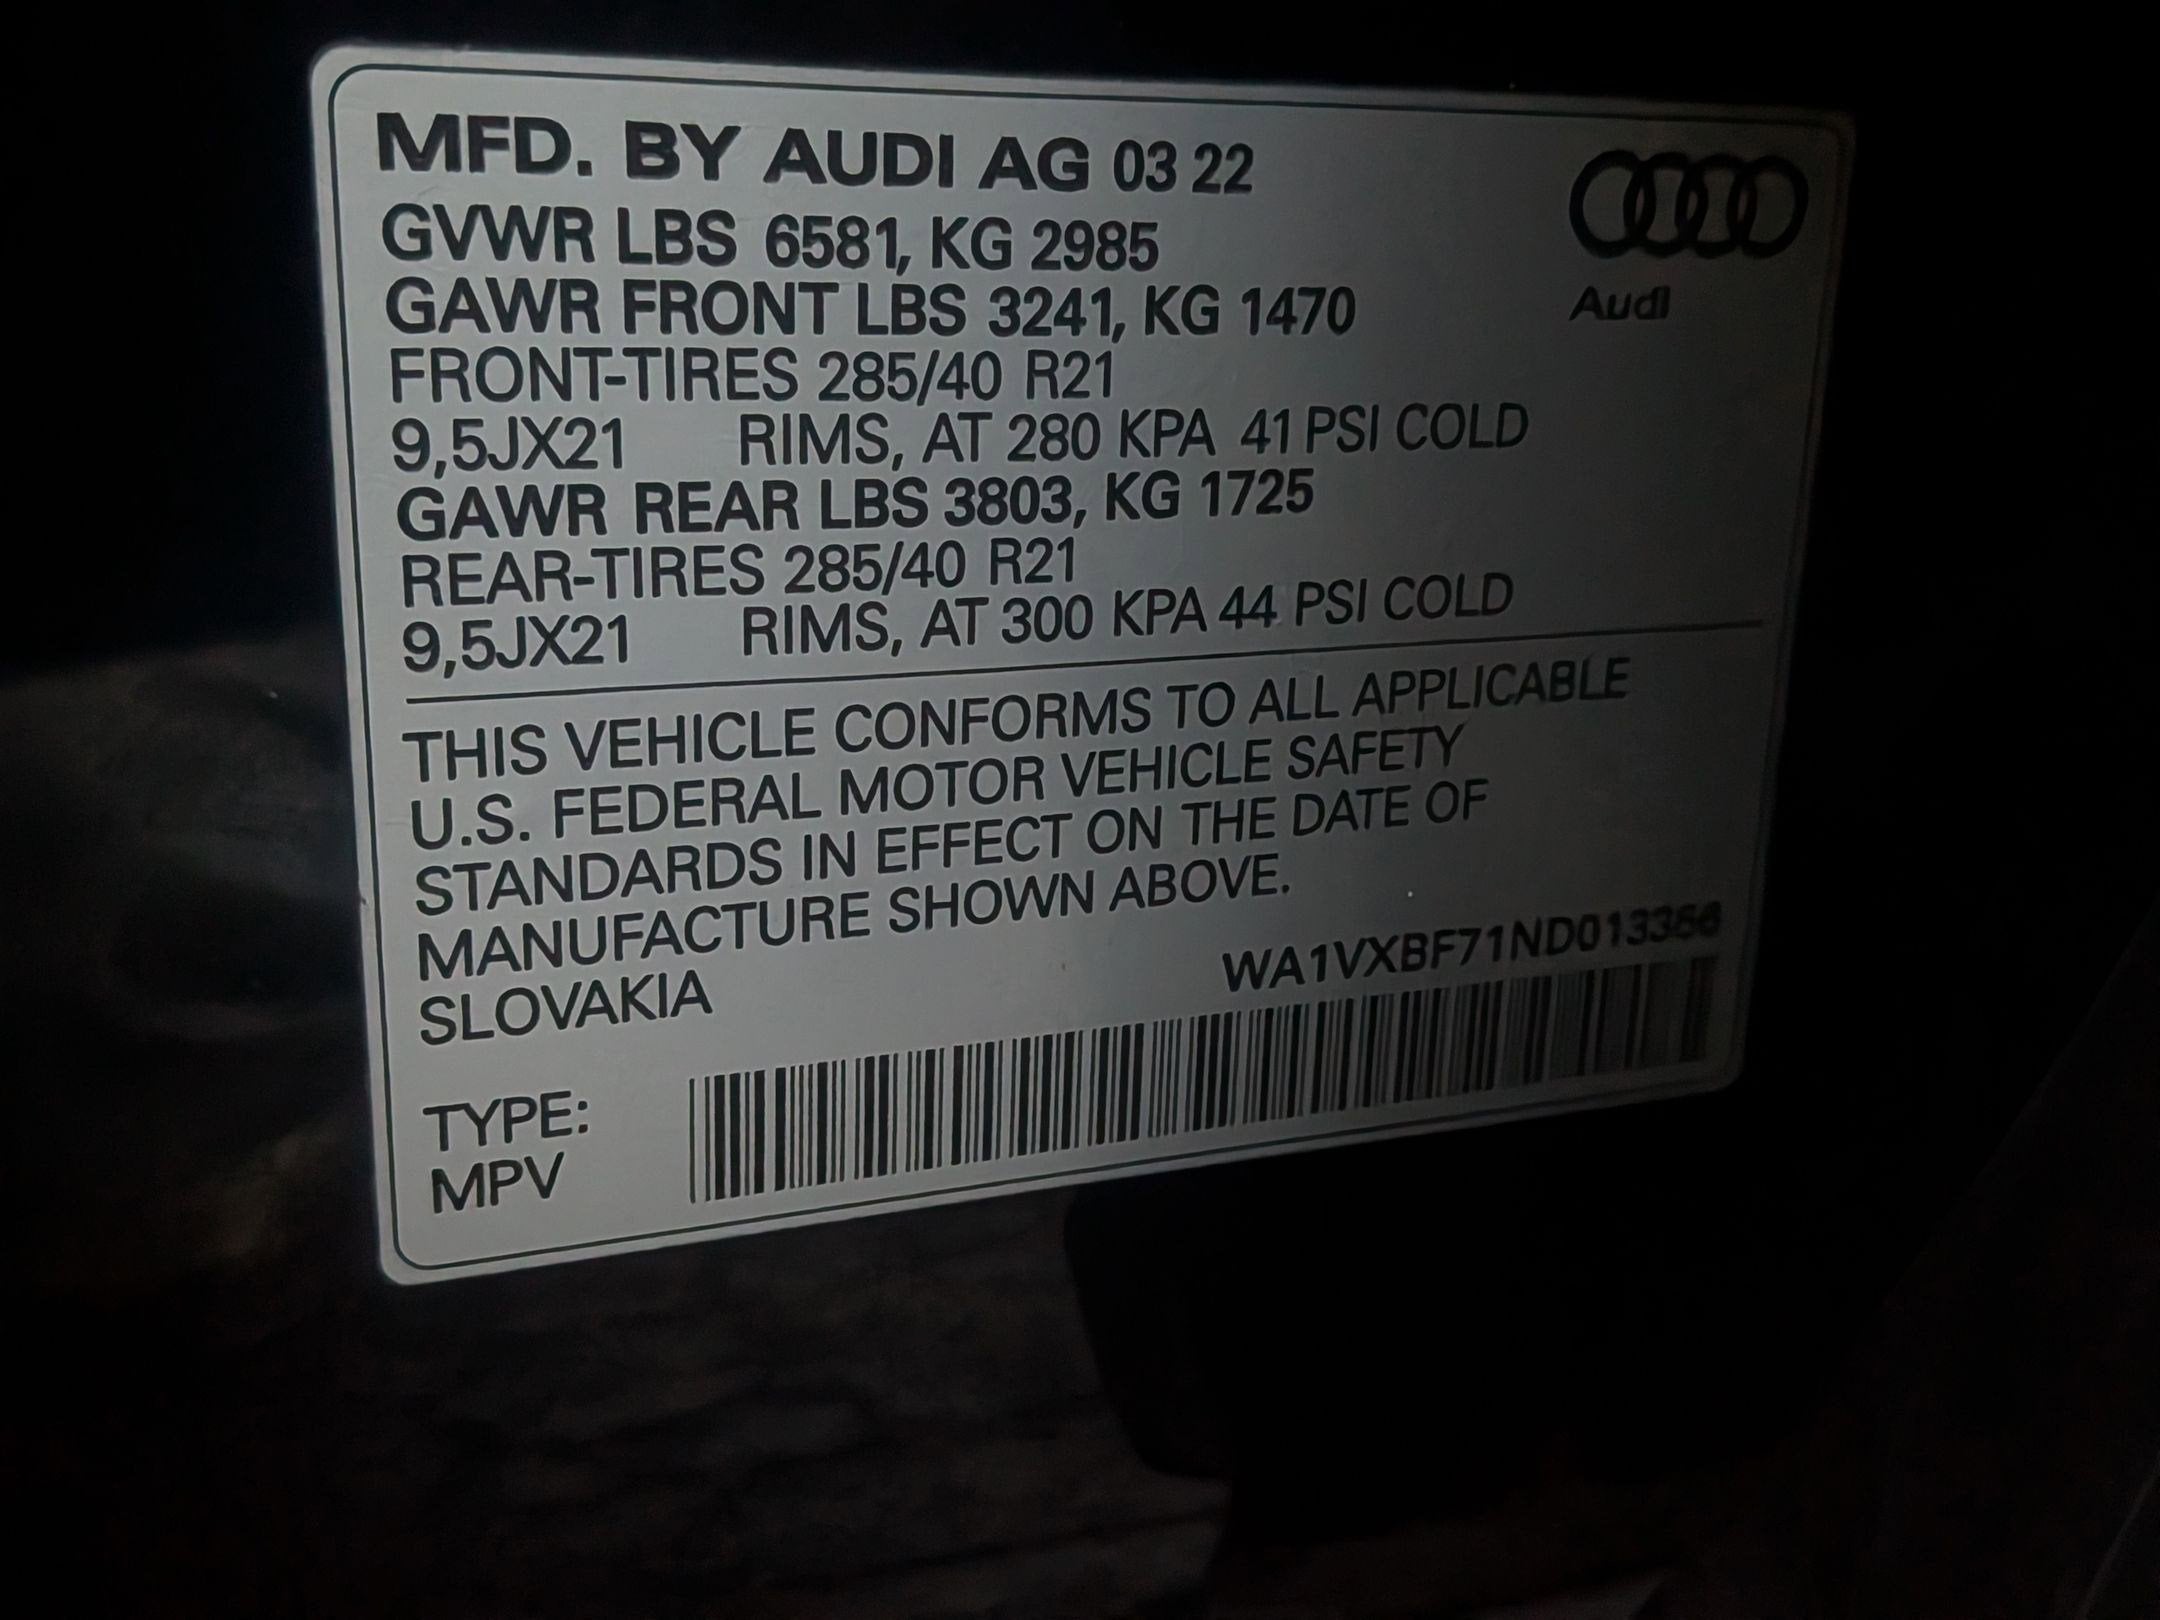 MFD. BY AUDI AG 03 22
GVWR LBS 6581, KG 2985
GAWR FRONT LBS 3241, KG 1470
Audi
FRONT-TIRES 285/40 R21
9,5JX21 RIMS, AT 280 KPA 41 PSI COLD
GAWR REAR LBS 3803, KG 1725
REAR-TIRES 285/40 R21
9,5JX21 RIMS, AT 300 KPA 44 PSI COLD
THIS VEHICLE CONFORMS TO ALL APPLICABLE
U.S. FEDERAL MOTOR VEHICLE SAFETY
STANDARDS IN EFFECT ON THE DATE OF
MANUFACTURE SHOWN ABOVE.
SLOVAKIA
WA1VXBF71ND013366
TYPE:
MPV